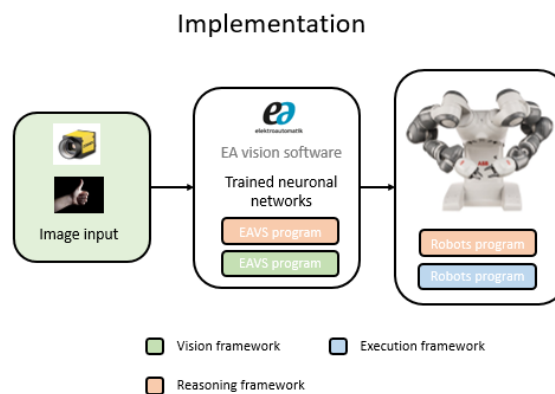 Implementation
elektroautomatik
EA vision software
Trained neuronal
networks
EAVS program
EAVS program
Image input
ABB
Robots program
Robots program
Vision framework
Execution framework
Reasoning framework